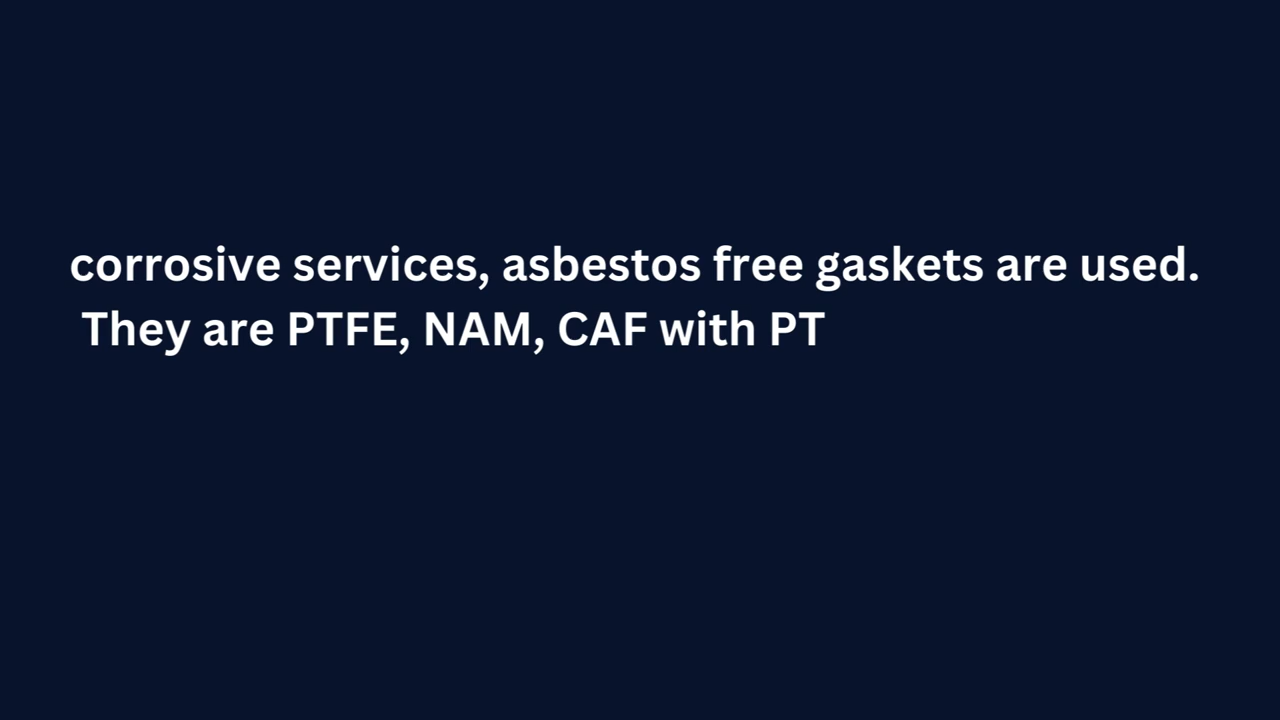 corrosive services, asbestos free gaskets are used.
They are PTFE, NAM, CAF with PT